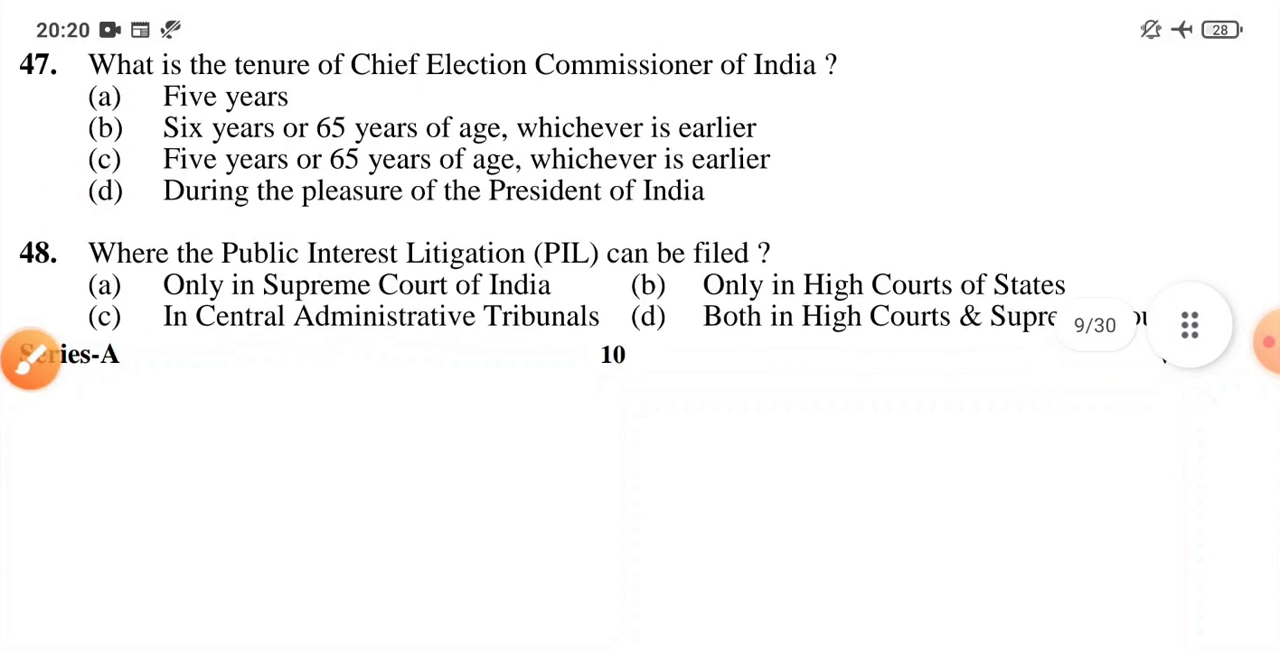 20:20
28
47. What is the tenure of Chief Election Commissioner of India ?
(a) Five years
(b) Six years or 65 years of age, whichever is earlier
(c) Five years or 65 years of age, whichever is earlier
(d) During the pleasure of the President of India
48. Where the Public Interest Litigation (PIL) can be filed ?
(a) Only in Supreme Court of India (b) Only in High Courts of States
(c) In Central Administrative Tribunals (d) Both in High Courts &
9/30
Series-A 10